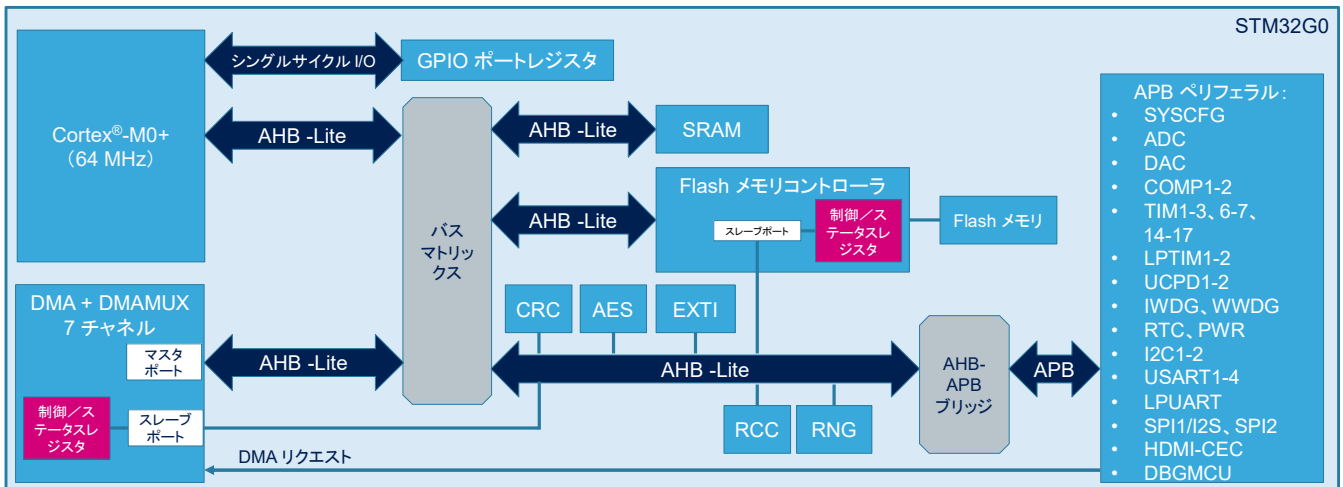 STM32G0
シングルサイクル I/O
GPIO ポートレジスタ
Cortex®-M0+
（64 MHz）
AHB -Lite
バス
マトリッ
クス
AHB -Lite
SRAM
AHB -Lite
Flash メモリコントローラ
スレーブポート
制御／ス
テータスレ
ジスタ
Flash メモリ
DMA + DMAMUX
7 チャネル
マスタ
ポート
制御／ス
テータスレ
ジスタ
スレーブ
ポート
AHB -Lite
CRC
AES
EXTI
AHB -Lite
RCC
RNG
AHB-
APB
ブリッジ
APB
DMA リクエスト
APB ペリフェラル：
• SYSCFG
• ADC
• DAC
• COMP1-2
• TIM1-3、6-7、
14-17
• LPTIM1-2
• UCPD1-2
• IWDG、WWDG
• RTC、PWR
• I2C1-2
• USART1-4
• LPUART
• SPI1/I2S、SPI2
• HDMI-CEC
• DBGMCU